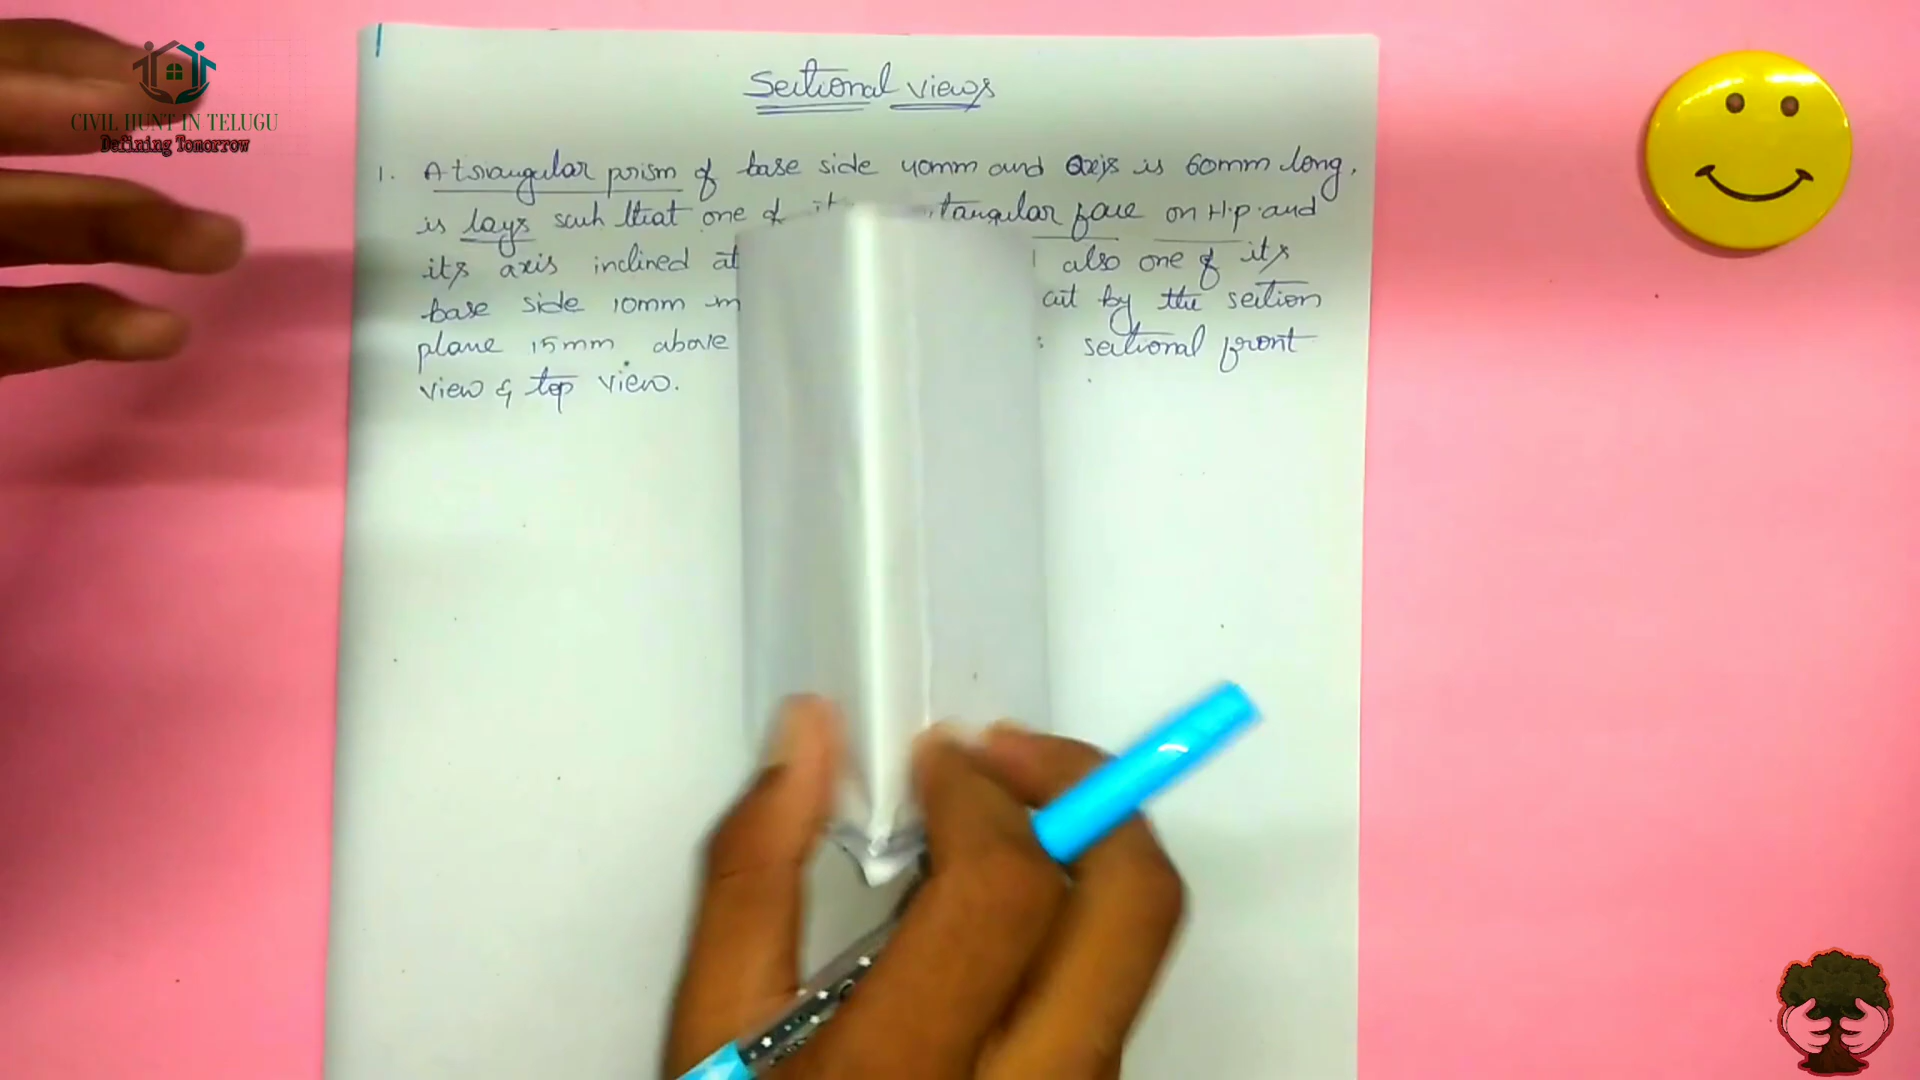 CIVIL HUNT IN TELUGU
Defining Tomorrow
Sectional views
1. A triangular prism of base side 40mm and axis is 60mm long,
is lays such that one of its tangular face on H.p. and
its axis inclined at also one of its
base side 10mm in cut by the section
plane 15mm above : sectional front
view & top view.